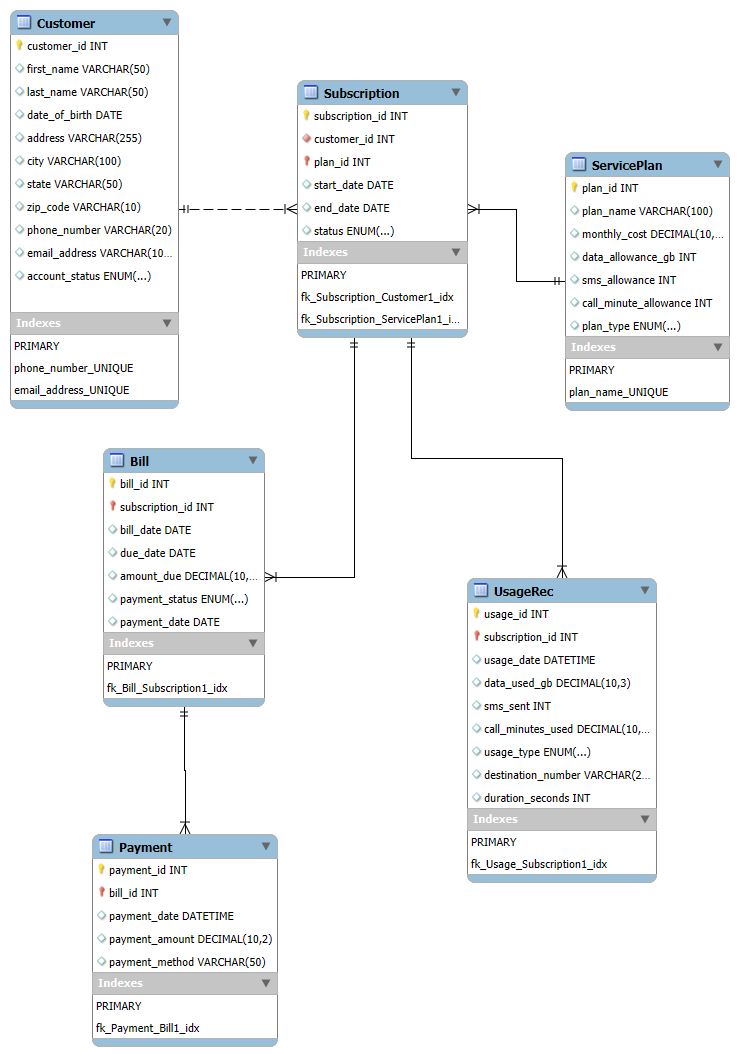 Customer
customer_id INT
first_name VARCHAR(50)
last_name VARCHAR(50)
date_of_birth DATE
address VARCHAR(255)
city VARCHAR(100)
state VARCHAR(50)
zip_code VARCHAR(10)
phone_number VARCHAR(20)
email_address VARCHAR(10...
account_status ENUM(...)
Indexes
PRIMARY
phone_number_UNIQUE
email_address_UNIQUE
Subscription
subscription_id INT
customer_id INT
plan_id INT
start_date DATE
end_date DATE
status ENUM(...)
Indexes
PRIMARY
fk_Subscription_Customer1_idx
fk_Subscription_ServicePlan1_i...
ServicePlan
plan_id INT
plan_name VARCHAR(100)
monthly_cost DECIMAL(10,...
data_allowance_gb INT
sms_allowance INT
call_minute_allowance INT
plan_type ENUM(...)
Indexes
PRIMARY
plan_name_UNIQUE
Bill
bill_id INT
subscription_id INT
bill_date DATE
due_date DATE
amount_due DECIMAL(10,...
payment_status ENUM(...)
payment_date DATE
Indexes
PRIMARY
fk_Bill_Subscription1_idx
UsageRec
usage_id INT
subscription_id INT
usage_date DATETIME
data_used_gb DECIMAL(10,3)
sms_sent INT
call_minutes_used DECIMAL(10,...
usage_type ENUM(...)
destination_number VARCHAR(2...
duration_seconds INT
Indexes
PRIMARY
fk_Usage_Subscription1_idx
Payment
payment_id INT
bill_id INT
payment_date DATETIME
payment_amount DECIMAL(10,2)
payment_method VARCHAR(50)
Indexes
PRIMARY
fk_Payment_Bill1_idx